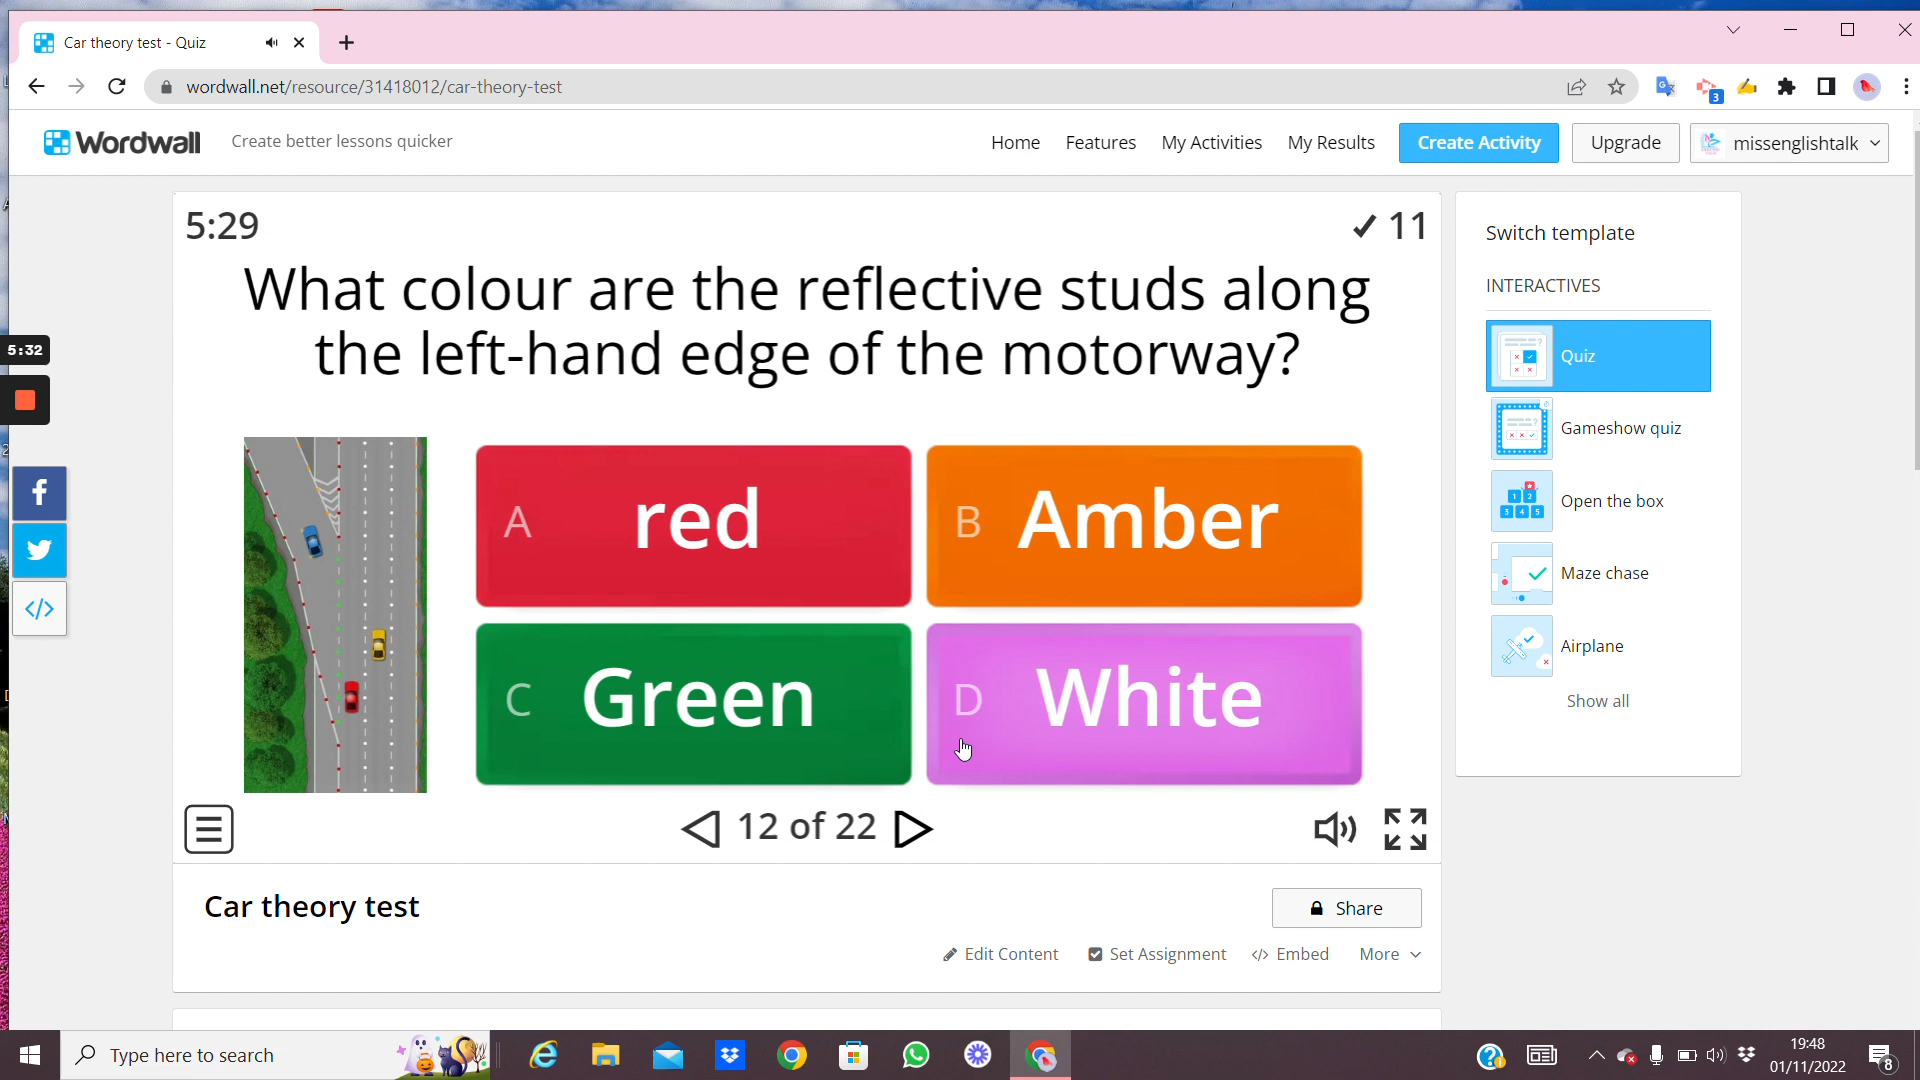 Car theory test - Quiz
wordwall.net/resource/31418012/car-theory-test
3
Wordwall
Create better lessons quicker
Home
Features
My Activities
My Results
Create Activity
Upgrade
missenglishtalk
5:29
11
What colour are the reflective studs along
the left-hand edge of the motorway?
5:32
A red
B Amber
C Green
D White
12 of 22
Switch template
INTERACTIVES
Quiz
Gameshow quiz
Open the box
Maze chase
Airplane
Show all
Car theory test
Share
Edit Content
Set Assignment
Embed
More
Type here to search
19:48
01/11/2022
8